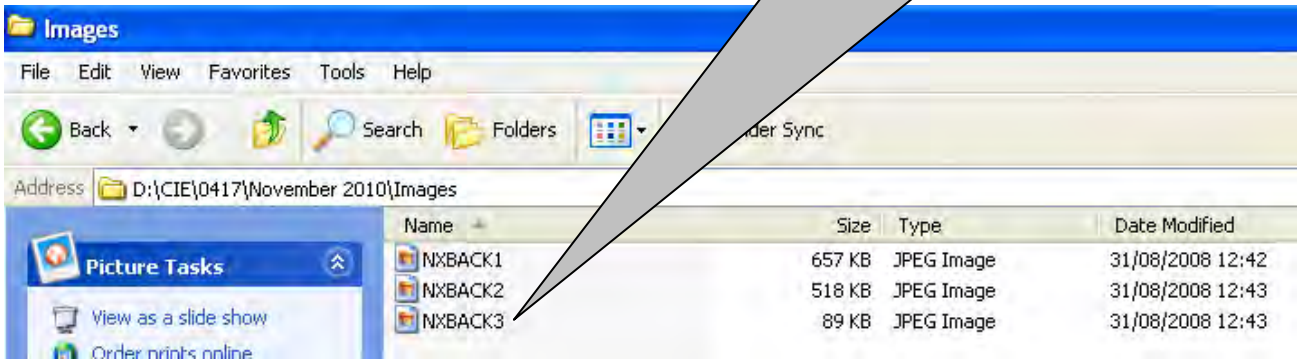 Images
File Edit View Favorites Tools Help
Back Search Folders Sync
Address D:\CIE\0417\November 2010\Images
Name Size Type Date Modified
Picture Tasks
NXBACK1 657 KB JPEG Image 31/08/2008 12:42
NXBACK2 518 KB JPEG Image 31/08/2008 12:43
View as a slide show
NXBACK3 89 KB JPEG Image 31/08/2008 12:43
Order prints online